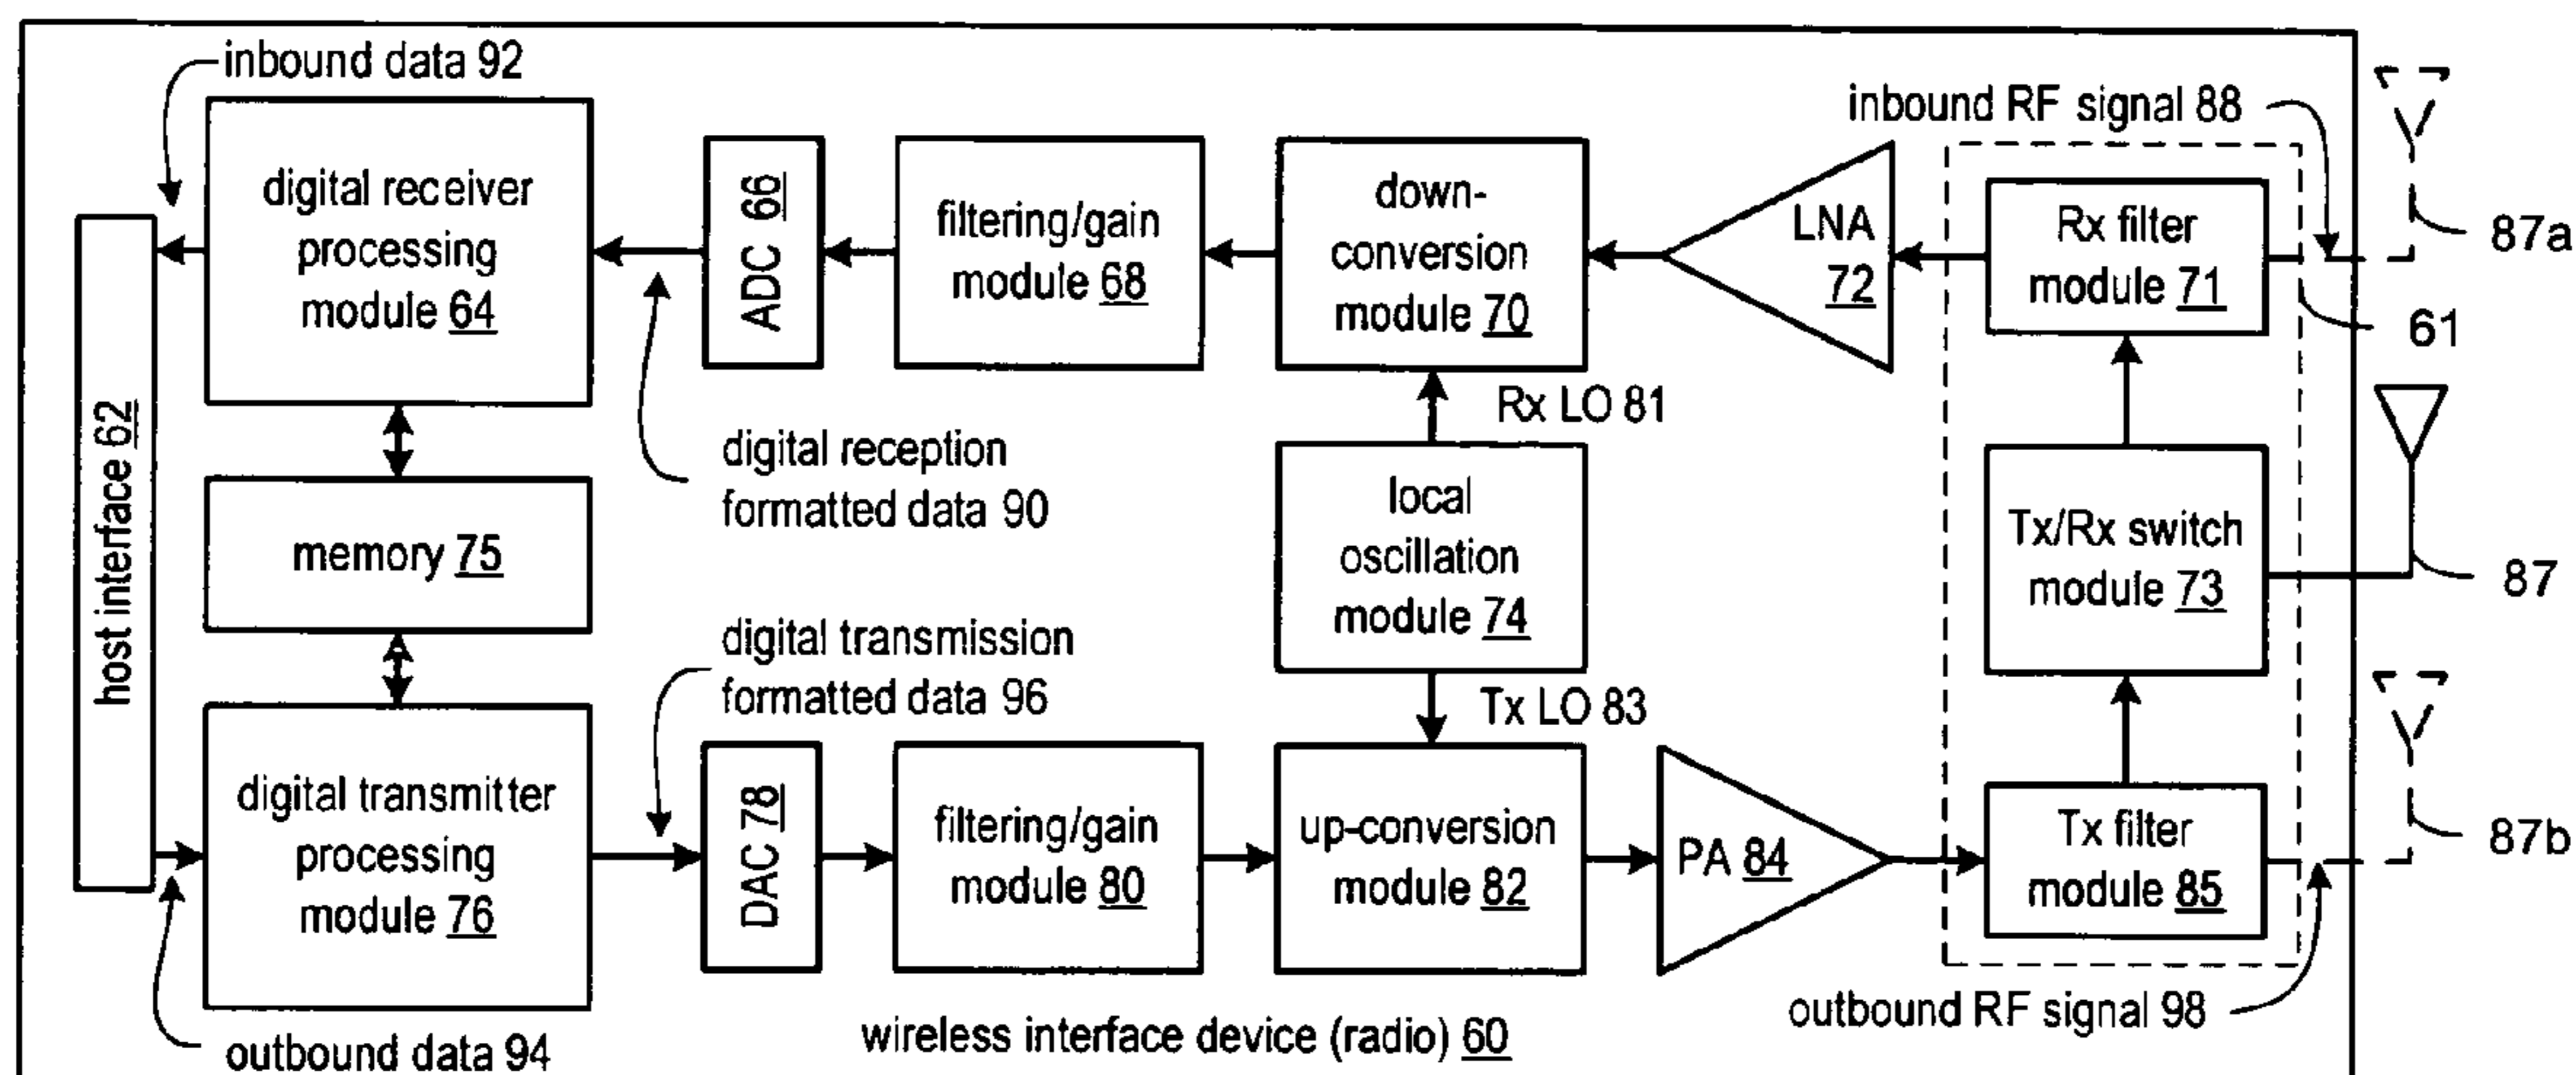 inbound data 92
inbound RF signal 88
digital receiver
processing
module 64
ADC 66
filtering/gain
module 68
down-
conversion
module 70
LNA
72
Rx filter
module 71
87a
61
host interface 62
Rx LO 81
digital reception
formatted data 90
memory 75
local
oscillation
module 74
Tx/Rx switch
module 73
87
digital transmission
formatted data 96
Tx LO 83
digital transmitter
processing
module 76
DAC 78
filtering/gain
module 80
up-conversion
module 82
PA 84
Tx filter
module 85
87b
outbound data 94
wireless interface device (radio) 60
outbound RF signal 98